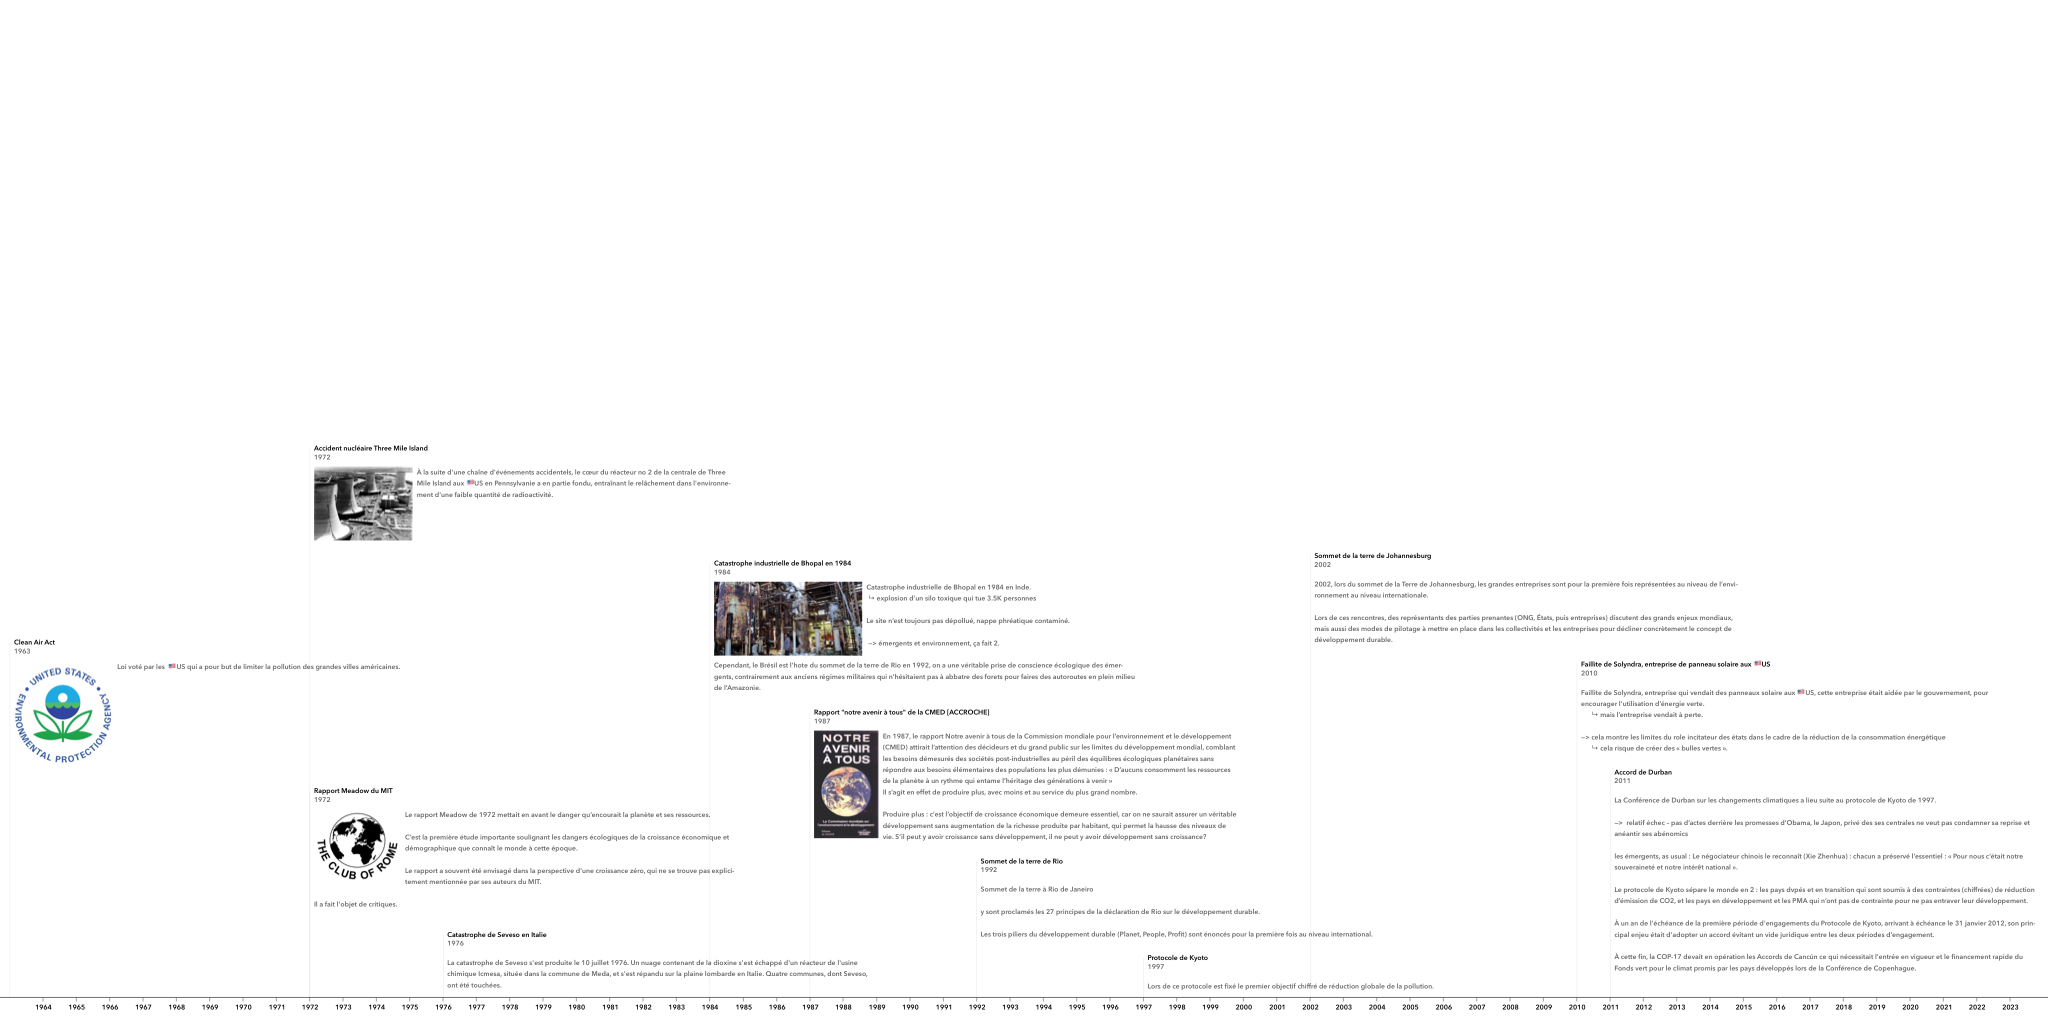 Accident nucléaire Three Mile Island
1972
À la suite d'une chaîne d'événements accidentels, le cœur du réacteur no 2 de la centrale de Three
Mile Island aux 🇺🇸US en Pennsylvanie a en partie fondu, entraînant le relâchement dans l'environne-
ment d'une faible quantité de radioactivité.
Sommet de la terre de Johannesburg
2002
2002, lors du sommet de la Terre de Johannesburg, les grandes entreprises sont pour la première fois représentées au niveau de l'envi-
ronnement au niveau internationale.
Lors de ces rencontres, des représentants des parties prenantes (ONG, États, puis entreprises) discutent des grands enjeux mondiaux,
mais aussi des modes de pilotage à mettre en place dans les collectivités et les entreprises pour décliner concrètement le concept de
développement durable.
Catastrophe industrielle de Bhopal en 1984
1984
Catastrophe industrielle de Bhopal en 1984 en Inde.
↳ explosion d'un silo toxique qui tue 3.5K personnes
Le site n'est toujours pas dépollué, nappe phréatique contaminé.
—> émergents et environnement, ça fait 2.
Cependant, le Brésil est l'hote du sommet de la terre de Rio en 1992, on a une véritable prise de conscience écologique des émer-
gents, contrairement aux anciens régimes militaires qui n'hésitaient pas à abbatre des forets pour faires des autoroutes en plein milieu
de l'Amazonie.
Clean Air Act
1963
Loi voté par les 🇺🇸US qui a pour but de limiter la pollution des grandes villes américaines.
UNITED STATES
ENVIRONMENTAL PROTECTION AGENCY
Faillite de Solyndra, entreprise de panneau solaire aux 🇺🇸US
2010
Faillite de Solyndra, entreprise qui vendait des panneaux solaire aux 🇺🇸US, cette entreprise était aidée par le gouvernement, pour
encourager l'utilisation d'énergie verte.
↳ mais l'entreprise vendait à perte.
—> cela montre les limites du role incitateur des états dans le cadre de la réduction de la consommation énergétique
↳ cela risque de créer des « bulles vertes ».
Rapport "notre avenir à tous" de la CMED [ACCROCHE]
1987
NOTRE
AVENIR
À TOUS
En 1987, le rapport Notre avenir à tous de la Commission mondiale pour l'environnement et le développement
(CMED) attirait l'attention des décideurs et du grand public sur les limites du développement mondial, comblant
les besoins démesurés des sociétés post-industrielles au péril des équilibres écologiques planétaires sans
répondre aux besoins élémentaires des populations les plus démunies : « D'aucuns consomment les ressources
de la planète à un rythme qui entame l'héritage des générations à venir »
Il s'agit en effet de produire plus, avec moins et au service du plus grand nombre.
Produire plus : c'est l'objectif de croissance économique demeure essentiel, car on ne saurait assurer un véritable
développement sans augmentation de la richesse produite par habitant, qui permet la hausse des niveaux de
vie. S'il peut y avoir croissance sans développement, il ne peut y avoir développement sans croissance?
Accord de Durban
2011
La Conférence de Durban sur les changements climatiques a lieu suite au protocole de Kyoto de 1997.
—> relatif échec – pas d'actes derrière les promesses d'Obama, le Japon, privé des ses centrales ne veut pas condamner sa reprise et
anéantir ses abénomics
les émergents, as usual : Le négociateur chinois le reconnaît (Xie Zhenhua) : chacun a préservé l'essentiel : « Pour nous c'était notre
souveraineté et notre intérêt national ».
Le protocole de Kyoto sépare le monde en 2 : les pays dvpés et en transition qui sont soumis à des contraintes (chiffrées) de réduction
d'émission de CO2, et les pays en développement et les PMA qui n'ont pas de contrainte pour ne pas entraver leur développement.
À un an de l'échéance de la première période d'engagements du Protocole de Kyoto, arrivant à échéance le 31 janvier 2012, son prin-
cipal enjeu était d'adopter un accord évitant un vide juridique entre les deux périodes d'engagement.
À cette fin, la COP-17 devait en opération les Accords de Cancún ce qui nécessitait l'entrée en vigueur et le financement rapide du
Fonds vert pour le climat promis par les pays développés lors de la Conférence de Copenhague.
Rapport Meadow du MIT
1972
THE CLUB OF ROME
Le rapport Meadow de 1972 mettait en avant le danger qu'encourait la planète et ses ressources.
C'est la première étude importante soulignant les dangers écologiques de la croissance économique et
démographique que connaît le monde à cette époque.
Le rapport a souvent été envisagé dans la perspective d'une croissance zéro, qui ne se trouve pas explici-
tement mentionnée par ses auteurs du MIT.
Il a fait l'objet de critiques.
Sommet de la terre de Rio
1992
Sommet de la terre à Rio de Janeiro
y sont proclamés les 27 principes de la déclaration de Rio sur le développement durable.
Les trois piliers du développement durable (Planet, People, Profit) sont énoncés pour la première fois au niveau international.
Catastrophe de Seveso en Italie
1976
La catastrophe de Seveso s'est produite le 10 juillet 1976. Un nuage contenant de la dioxine s'est échappé d'un réacteur de l'usine
chimique Icmesa, située dans la commune de Meda, et s'est répandu sur la plaine lombarde en Italie. Quatre communes, dont Seveso,
ont été touchées.
Protocole de Kyoto
1997
Lors de ce protocole est fixé le premier objectif chiffré de réduction globale de la pollution.
1964 1965 1966 1967 1968 1969 1970 1971 1972 1973 1974 1975 1976 1977 1978 1979 1980 1981 1982 1983 1984 1985 1986 1987 1988 1989 1990 1991 1992 1993 1994 1995 1996 1997 1998 1999 2000 2001 2002 2003 2004 2005 2006 2007 2008 2009 2010 2011 2012 2013 2014 2015 2016 2017 2018 2019 2020 2021 2022 2023